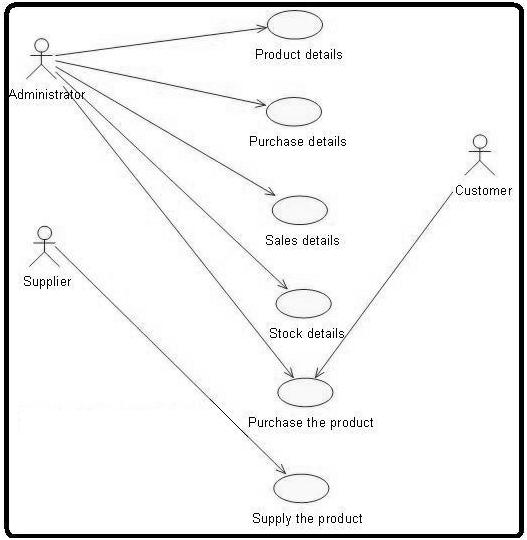 Product details
Administrator
Purchase details
Customer
Sales details
Supplier
Stock details
Purchase the product
Supply the product